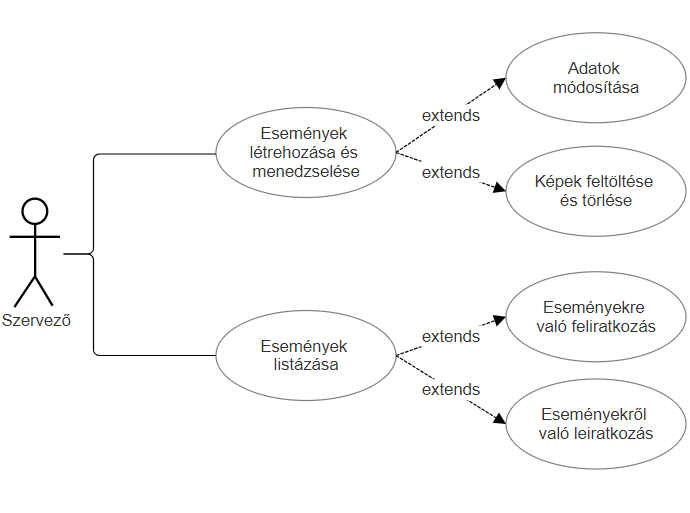 Adatok
módosítása
extends
Események
létrehozása és
menedzselése
extends
Képek feltöltése
és törlése
Szervező
Eseményekre
való feliratkozás
extends
Események
listázása
extends
Eseményekről
való leiratkozás